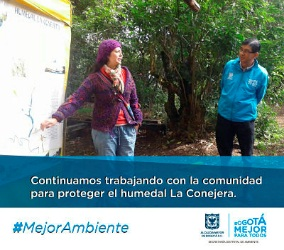 Continuamos trabajando con la comunidad
para proteger el humedal La Conejera.
#MejorAmbiente
BOGOTÁ
MEJOR
PARA TODOS